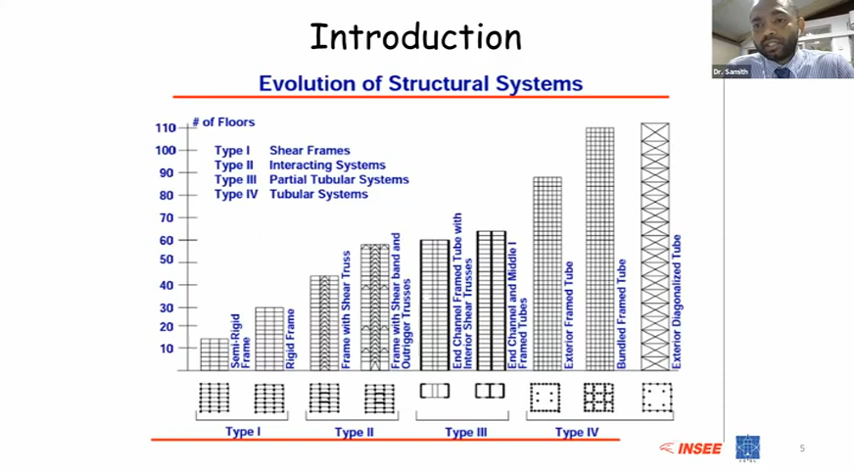 Introduction
Dr. Samith
Evolution of Structural Systems
# of Floors
110
100
90
80
70
60
50
40
30
20
10
Type I Shear Frames
Type II Interacting Systems
Type III Partial Tubular Systems
Type IV Tubular Systems
Semi-Rigid
Frame
Rigid Frame
Frame with Shear Truss
Frame with Shear band and
Outrigger Trusses
End Channel Framed Tube with
Interior Shear Trusses
End Channel and Middle I
Framed Tubes
Exterior Framed Tube
Bundled Framed Tube
Exterior Diagonalized Tube
Type I
Type II
Type III
Type IV
INSEE
5